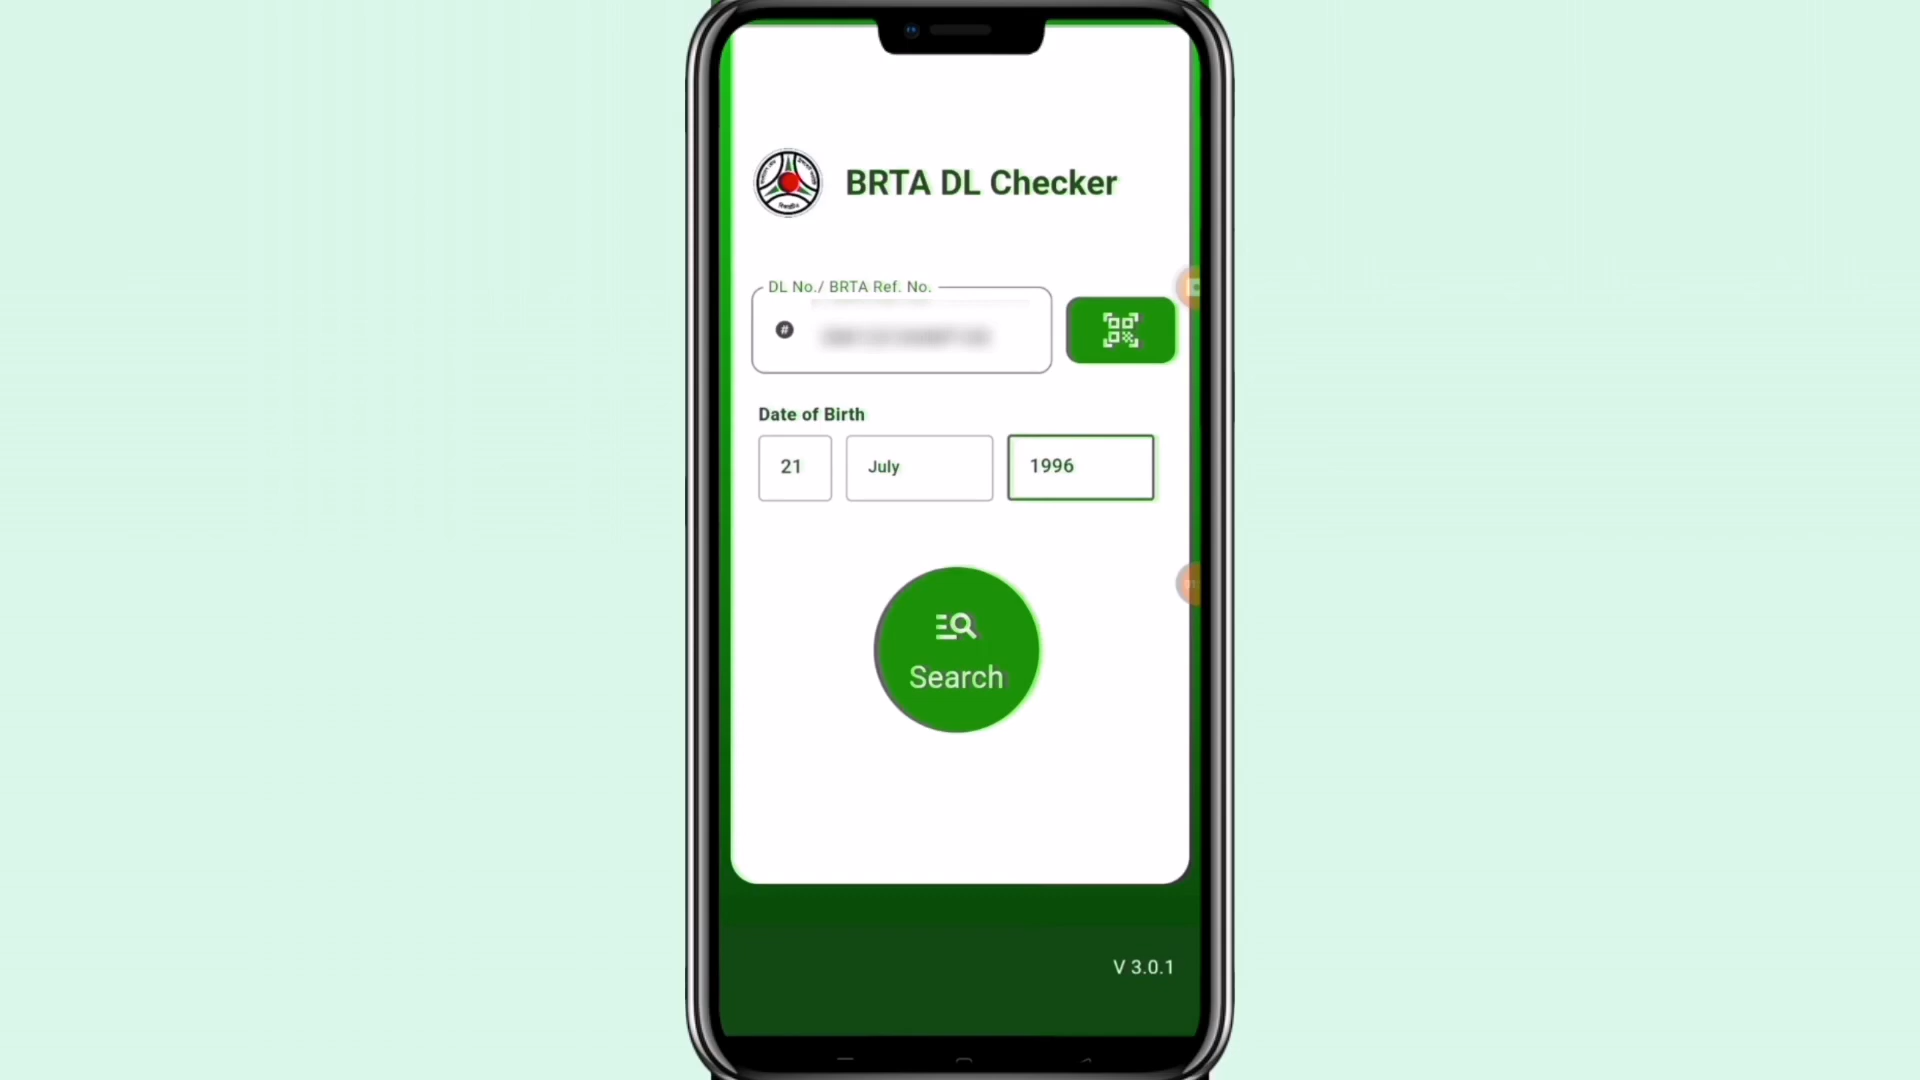 BRTA DL Checker
DL No./ BRTA Ref. No.
Date of Birth
21
July
1996
Search
V 3.0.1